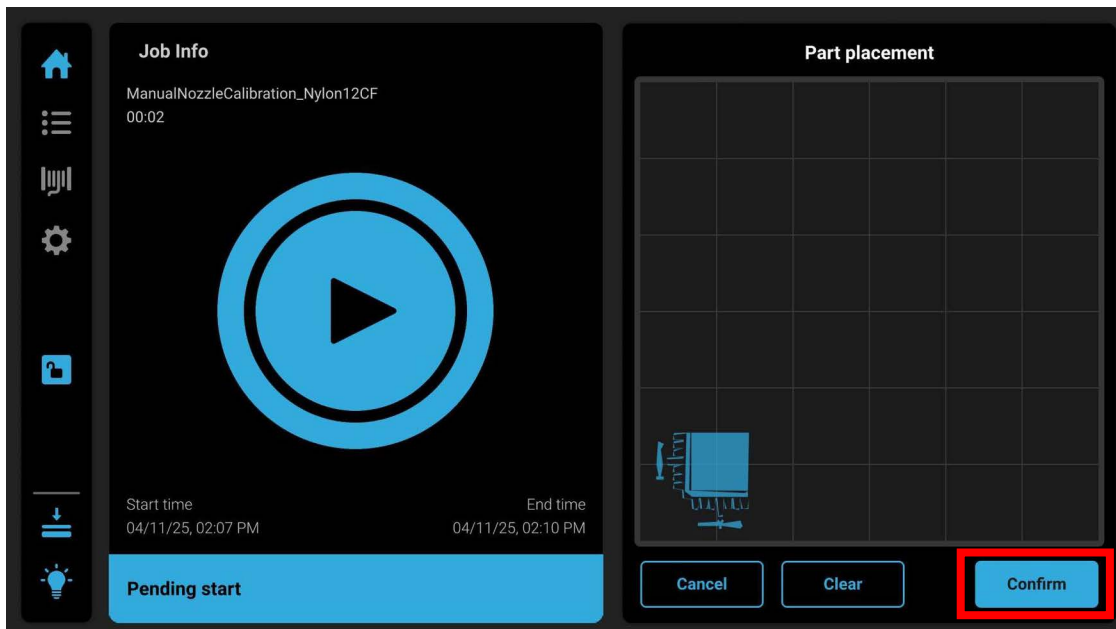 Job Info
ManualNozzleCalibration_Nylon12CF
00:02
Start time
End time
04/11/25, 02:07 PM
04/11/25, 02:10 PM
Pending start
Part placement
Cancel
Clear
Confirm